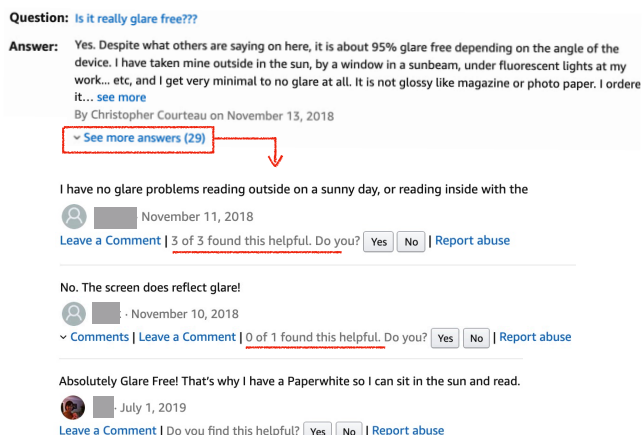 Question: Is it really glare free???
Answer: Yes. Despite what others are saying on here, it is about 95% glare free depending on the angle of the
device. I have taken mine outside in the sun, by a window in a sunbeam, under fluorescent lights at my
work... etc, and I get very minimal to no glare at all. It is not glossy like magazine or photo paper. I ordere
it... see more
By Christopher Courteau on November 13, 2018
See more answers (29)
I have no glare problems reading outside on a sunny day, or reading inside with the
November 11, 2018
Leave a Comment | 3 of 3 found this helpful. Do you? Yes No | Report abuse
No. The screen does reflect glare!
· November 10, 2018
Comments | Leave a Comment | 0 of 1 found this helpful. Do you? Yes No | Report abuse
Absolutely Glare Free! That's why I have a Paperwhite so I can sit in the sun and read.
· July 1, 2019
Leave a Comment | Do you find this helpful? Yes No | Report abuse